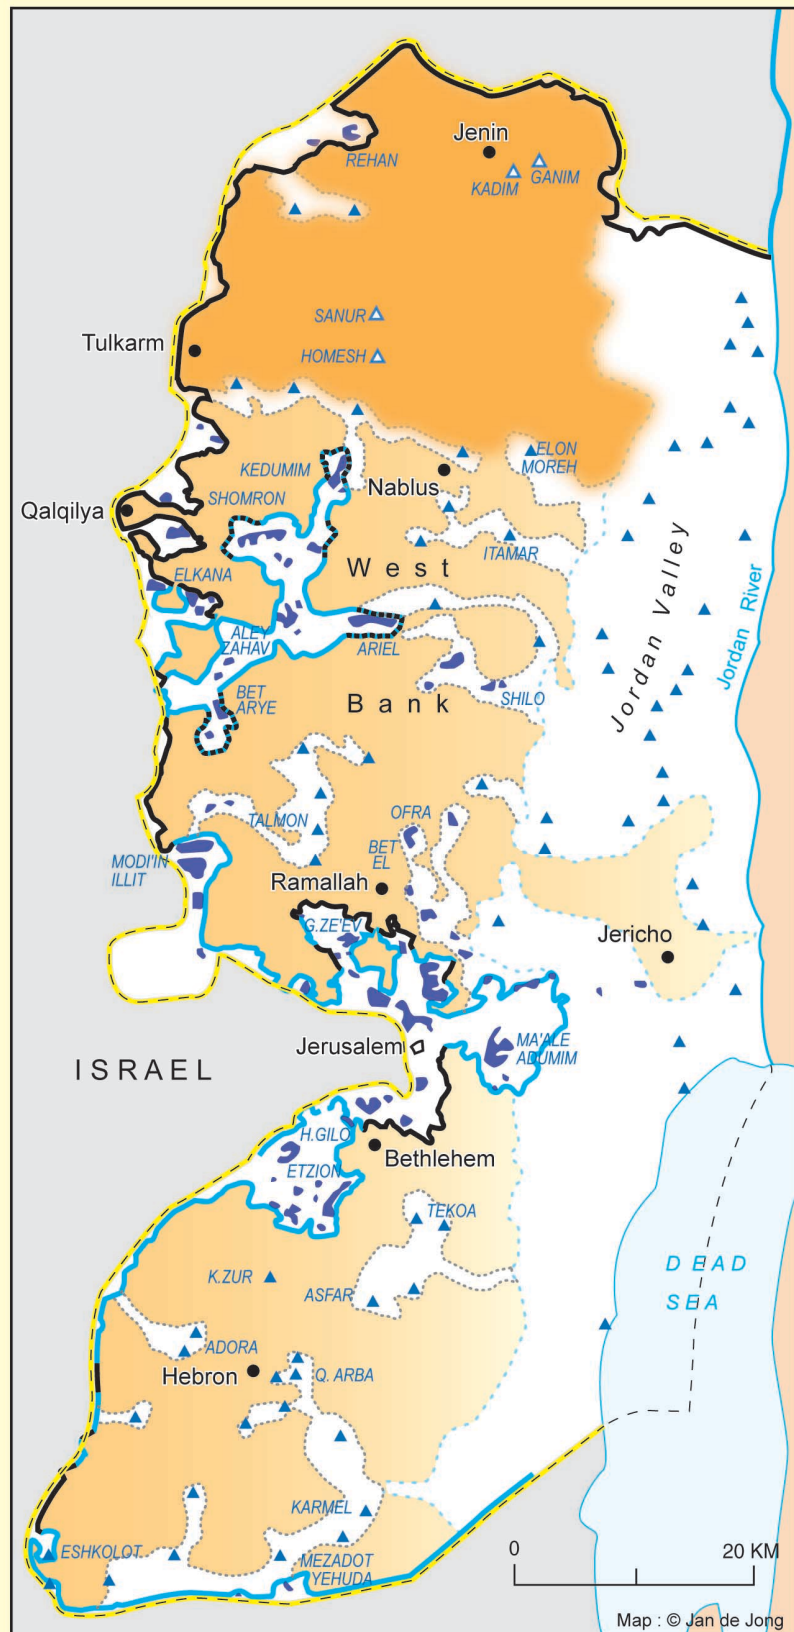 Jenin
REHAN
GANIM
KADIM
SANUR
Tulkarm
HOMESH
KEDUMIM
ELON
MOREH
Nablus
SHOMRON
Qalqilya
ITAMAR
West
ELKANA
Jordan Valley
Jordan River
ALEY
ZAHAV
ARIEL
SHILO
BET
ARYE
Bank
OFRA
TALMON
BET
EL
MODI'IN
ILLIT
Ramallah
G.ZE'EV
Jericho
Jerusalem
MA'ALE
ADUMIM
ISRAEL
H.GILO
Bethlehem
ETZION
TEKOA
DEAD
SEA
K.ZUR
ASFAR
ADORA
Hebron
Q. ARBA
KARMEL
ESHKOLOT
MEZADOT
YEHUDA
0 20 KM
Map : © Jan de Jong